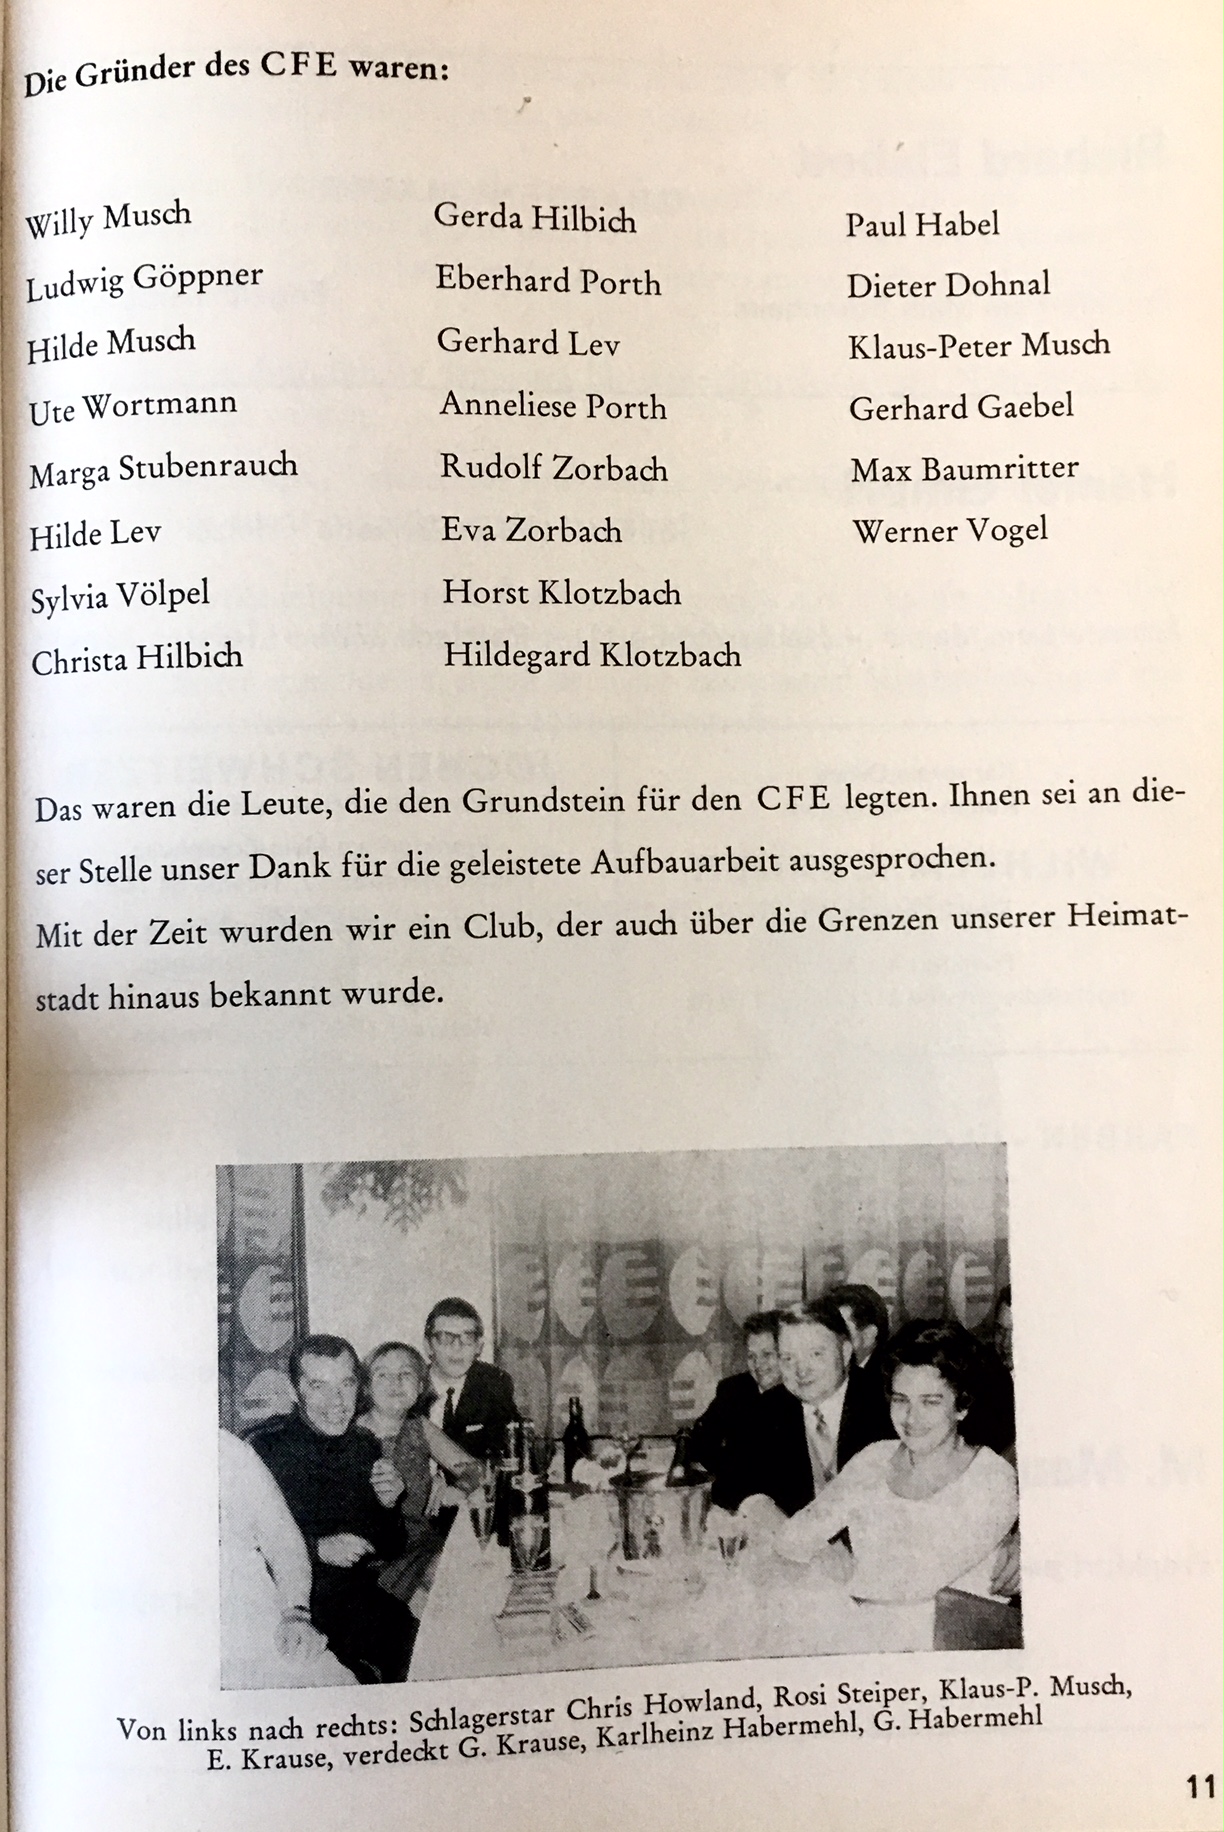 Die Gründer des CFE waren:
Willy Musch
Ludwig Göppner
Hilde Musch
Ute Wortmann
Marga Stubenrauch
Hilde Lev
Sylvia Völpel
Christa Hilbich
Gerda Hilbich
Eberhard Porth
Gerhard Lev
Anneliese Porth
Rudolf Zorbach
Eva Zorbach
Horst Klotzbach
Hildegard Klotzbach
Paul Habel
Dieter Dohnal
Klaus-Peter Musch
Gerhard Gaebel
Max Baumritter
Werner Vogel
Das waren die Leute, die den Grundstein für den CFE legten. Ihnen sei an die-
ser Stelle unser Dank für die geleistete Aufbauarbeit ausgesprochen.
Mit der Zeit wurden wir ein Club, der auch über die Grenzen unserer Heimat-
stadt hinaus bekannt wurde.
Von links nach rechts: Schlagerstar Chris Howland, Rosi Steiper, Klaus-P. Musch,
E. Krause, verdeckt G. Krause, Karlheinz Habermehl, G. Habermehl
11